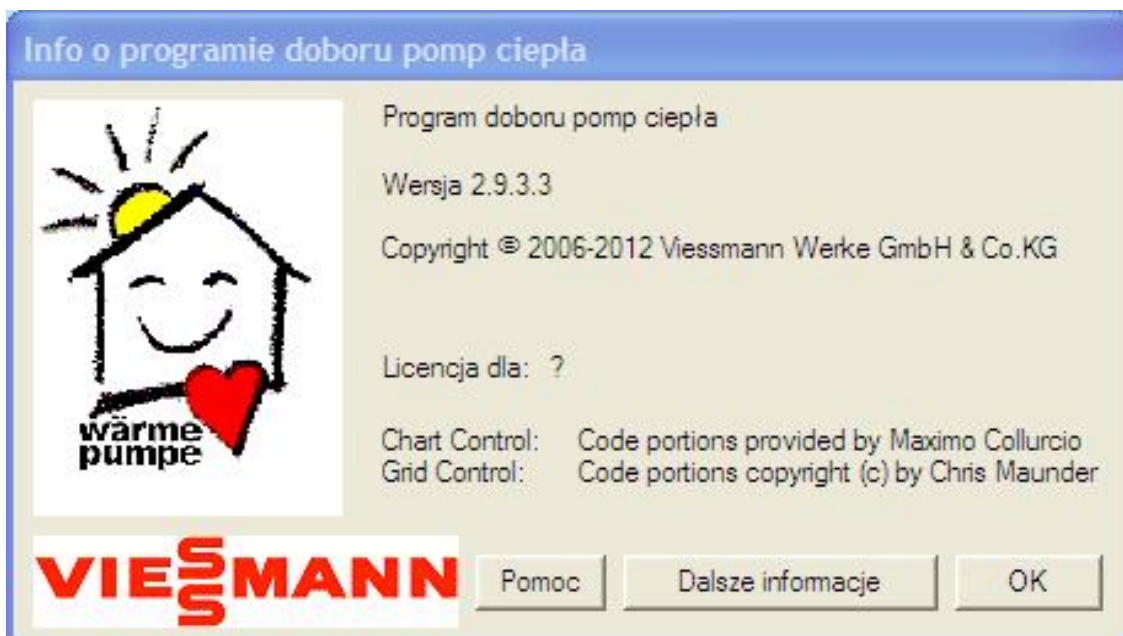 Info o programie doboru pomp ciepła
Program doboru pomp ciepła
Wersja 2.9.3.3
Copyright © 2006-2012 Viessmann Werke GmbH & Co.KG
Licencja dla: ?
wärme
pumpe
Chart Control: Code portions provided by Maximo Collurcio
Grid Control: Code portions copyright (c) by Chris Maunder
VIESSMANN
Pomoc
Dalsze informacje
OK